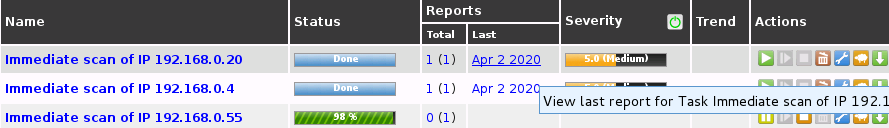 Name Status Reports Severity Trend Actions
Total Last
Immediate scan of IP 192.168.0.20 Done 1 (1) Apr 2 2020 5.0 (Medium)
Immediate scan of IP 192.168.0.4 Done 1 (1) Apr 2 2020
View last report for Task Immediate scan of IP 192.1
Immediate scan of IP 192.168.0.55 98 % 0 (1)